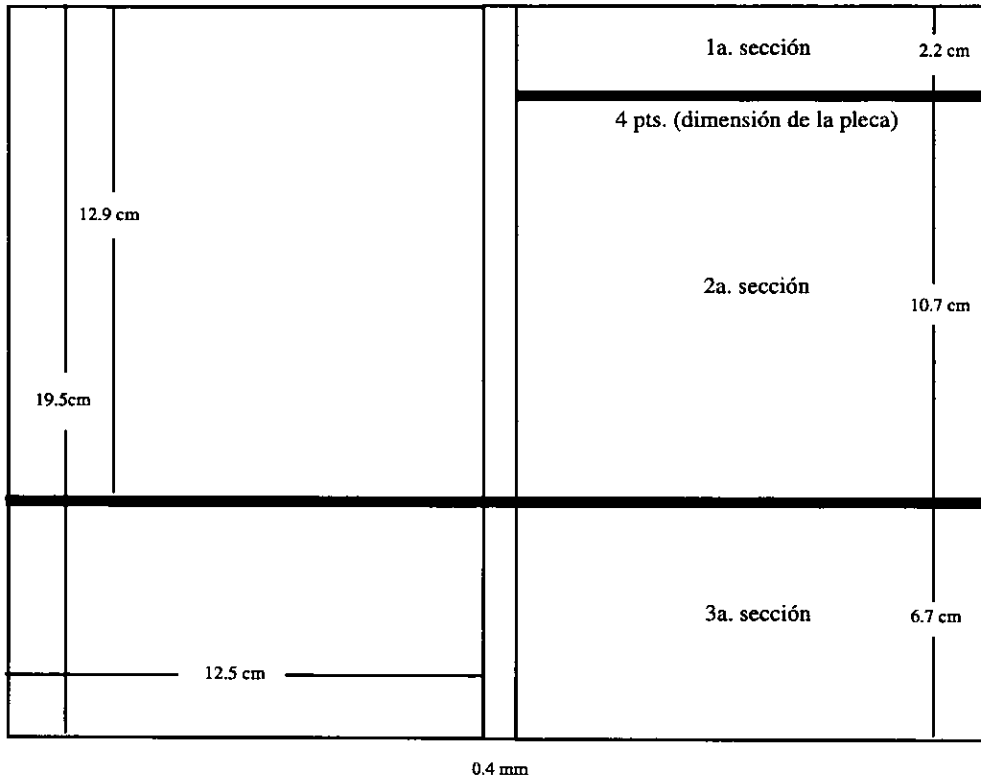 1a. sección
2.2 cm
4 pts. (dimensión de la pleca)
12.9 cm
2a. sección
10.7 cm
19.5cm
3a. sección
6.7 cm
12.5 cm
0.4 mm